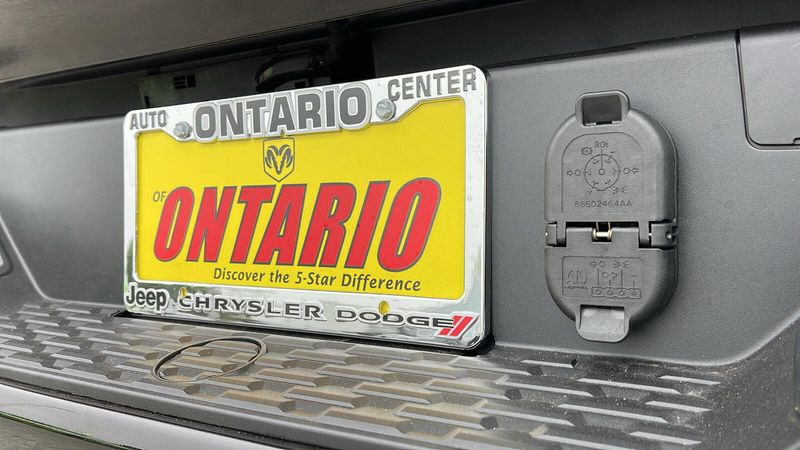 AUTO ONTARIO CENTER
OF
ONTARIO
Discover the 5-Star Difference
Jeep CHRYSLER DODGE
68602464AA